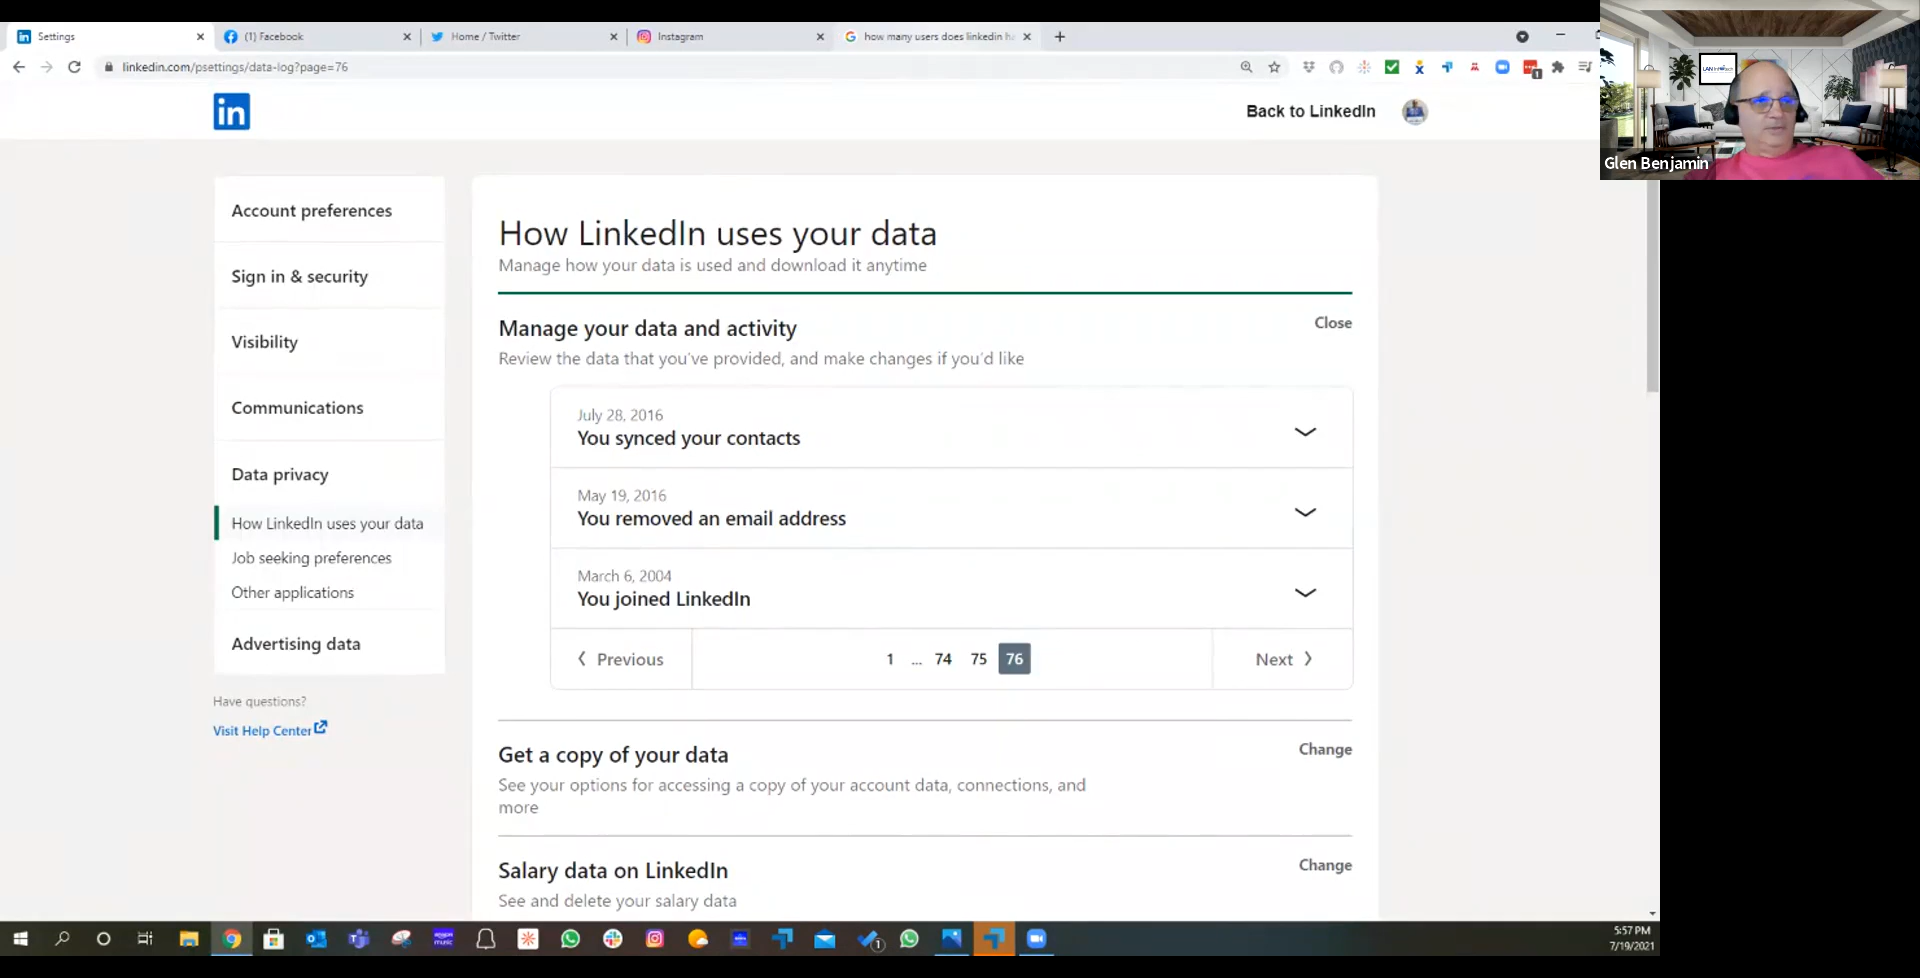 Settings
(1) Facebook
Home / Twitter
Instagram
how many users does linkedin ha
linkedin.com/psettings/data-log?page=76
1
in
Back to LinkedIn
Glen Benjamin
Account preferences
Sign in & security
Visibility
Communications
Data privacy
How LinkedIn uses your data
Job seeking preferences
Other applications
Advertising data
Have questions?
Visit Help Center
How LinkedIn uses your data
Manage how your data is used and download it anytime
Manage your data and activity
Close
Review the data that you've provided, and make changes if you'd like
July 28, 2016
You synced your contacts
May 19, 2016
You removed an email address
March 6, 2004
You joined LinkedIn
Previous
1 ... 74 75 76
Next
Get a copy of your data
Change
See your options for accessing a copy of your account data, connections, and
more
Salary data on LinkedIn
Change
See and delete your salary data
amazon
music
1
5:57 PM
7/19/2021